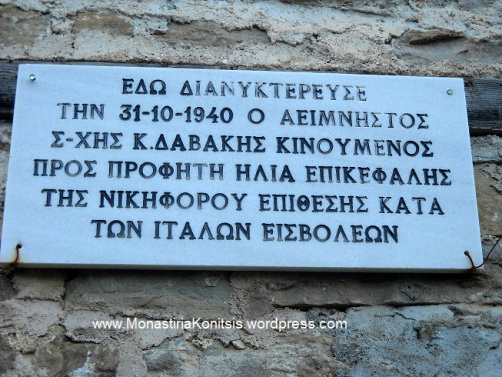 ΕΔΩ ΔΙΑΝΥΚΤΕΡΕΥΣΕ
ΤΗΝ 31-10-1940 Ο ΑΕΙΜΝΗΣΤΟΣ
Σ-ΧΗΣ Κ.ΔΑΒΑΚΗΣ ΚΙΝΟΥΜΕΝΟΣ
ΠΡΟΣ ΠΡΟΦΗΤΗ ΗΛΙΑ ΕΠΙΚΕΦΑΛΗΣ
ΤΗΣ ΝΙΚΗΦΟΡΟΥ ΕΠΙΘΕΣΗΣ ΚΑΤΑ
ΤΩΝ ΙΤΑΛΩΝ ΕΙΣΒΟΛΕΩΝ
www.MonastiriaKonitsis.wordpress.com